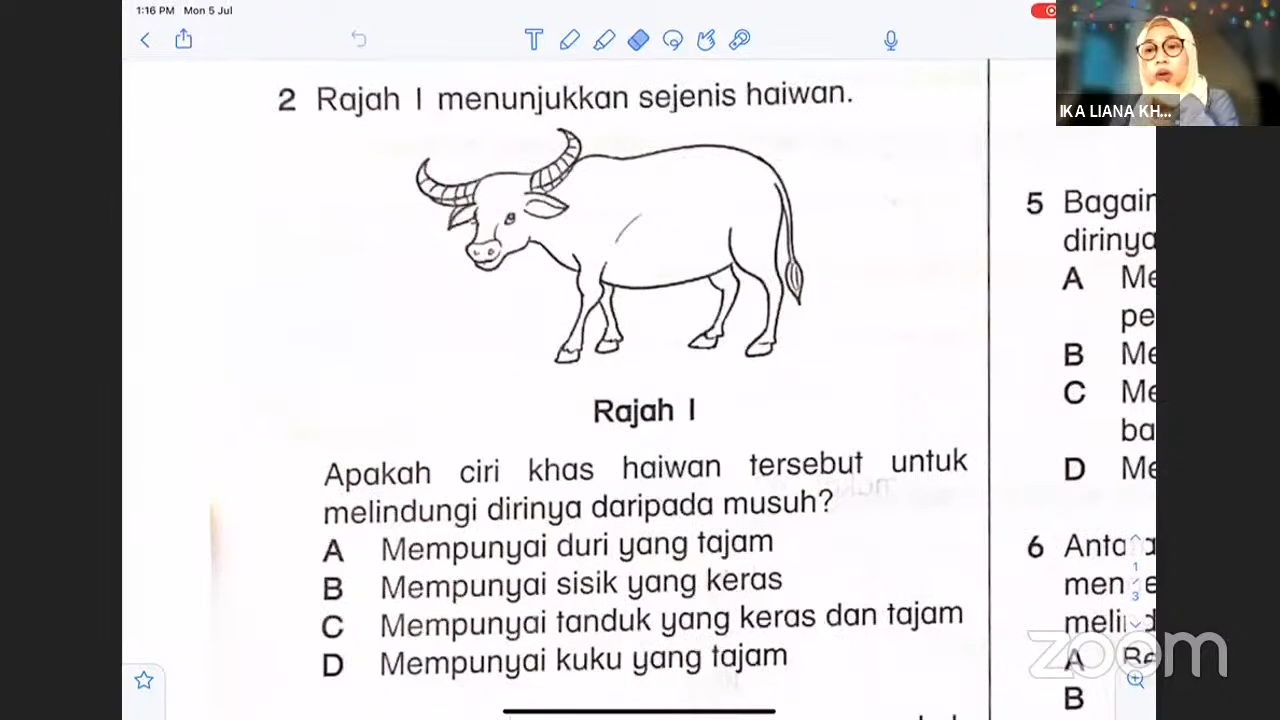 1:16 PM Mon 5 Jul
IKA LIANA KH...
2 Rajah 1 menunjukkan sejenis haiwan.
Rajah 1
Apakah ciri khas haiwan tersebut untuk
melindungi dirinya daripada musuh?
A Mempunyai duri yang tajam
B Mempunyai sisik yang keras
C Mempunyai tanduk yang keras dan tajam
D Mempunyai kuku yang tajam
5 Bagair
dirinya
A Me
pe
B Me
C Me
ba
D Me
6 Anta
men
A
B
1
3
zoom